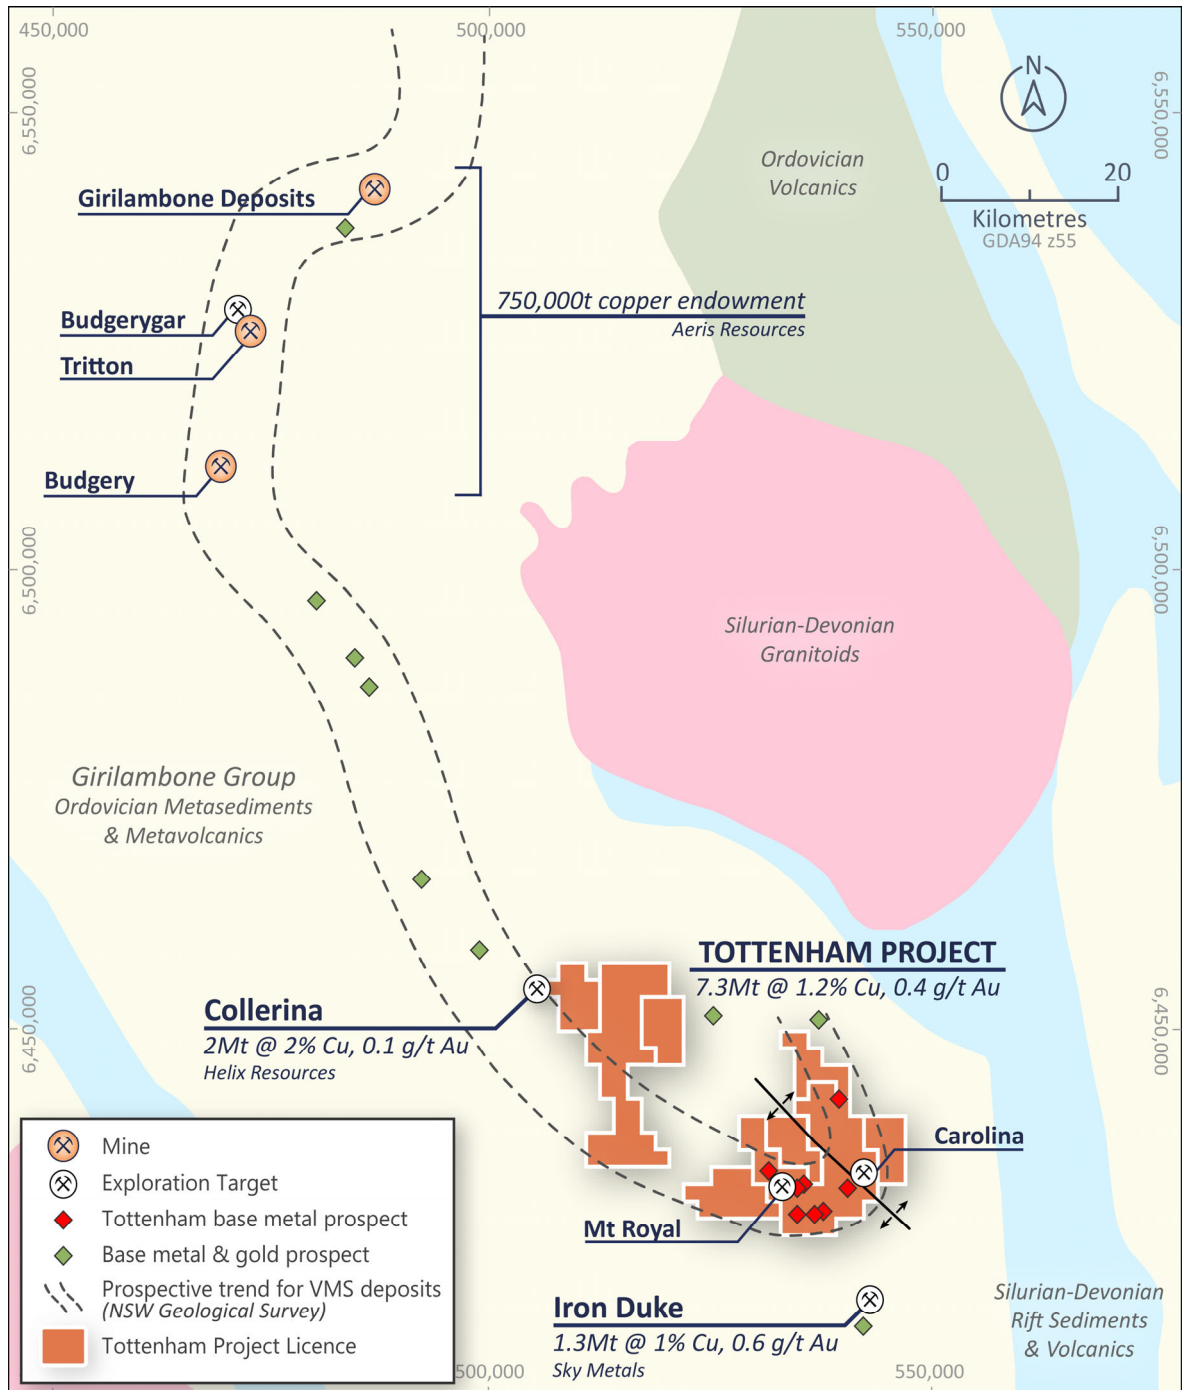 450,000
500,000
550,000
6,550,000
6,550,000
N
0
20
Kilometres
GDA94 z55
Ordovician
Volcanics
Girilambone Deposits
750,000t copper endowment
Aeris Resources
Budgerygar
Tritton
Budgery
6,500,000
6,500,000
Silurian-Devonian
Granitoids
Girilambone Group
Ordovician Metasediments
& Metavolcanics
TOTTENHAM PROJECT
7.3Mt @ 1.2% Cu, 0.4 g/t Au
Collerina
2Mt @ 2% Cu, 0.1 g/t Au
Helix Resources
6,450,000
6,450,000
Carolina
Mt Royal
Iron Duke
1.3Mt @ 1% Cu, 0.6 g/t Au
Sky Metals
Silurian-Devonian
Rift Sediments
& Volcanics
Mine
Exploration Target
Tottenham base metal prospect
Base metal & gold prospect
Prospective trend for VMS deposits
(NSW Geological Survey)
Tottenham Project Licence
500,000
550,000